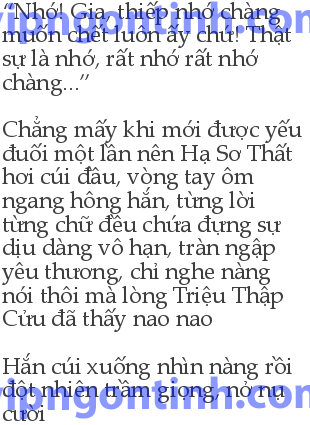 “Nhớ! Gia, thiếp nhớ chàng
muốn chết luôn ấy chứ! Thật
sự là nhớ, rất nhớ rất nhớ
chàng...”
Chẳng mấy khi mới được yếu
đuối một lần nên Hạ Sơ Thất
hơi cúi đầu, vòng tay ôm
ngang hông hắn, từng lời
từng chữ đều chứa đựng sự
dịu dàng vô hạn, tràn ngập
yêu thương, chỉ nghe nàng
nói thôi mà lòng Triệu Thập
Cửu đã thấy nao nao
Hắn cúi xuống nhìn nàng rồi
đột nhiên trầm giọng, nở nụ
cười
vipngontinh.com
vipngontinh.com